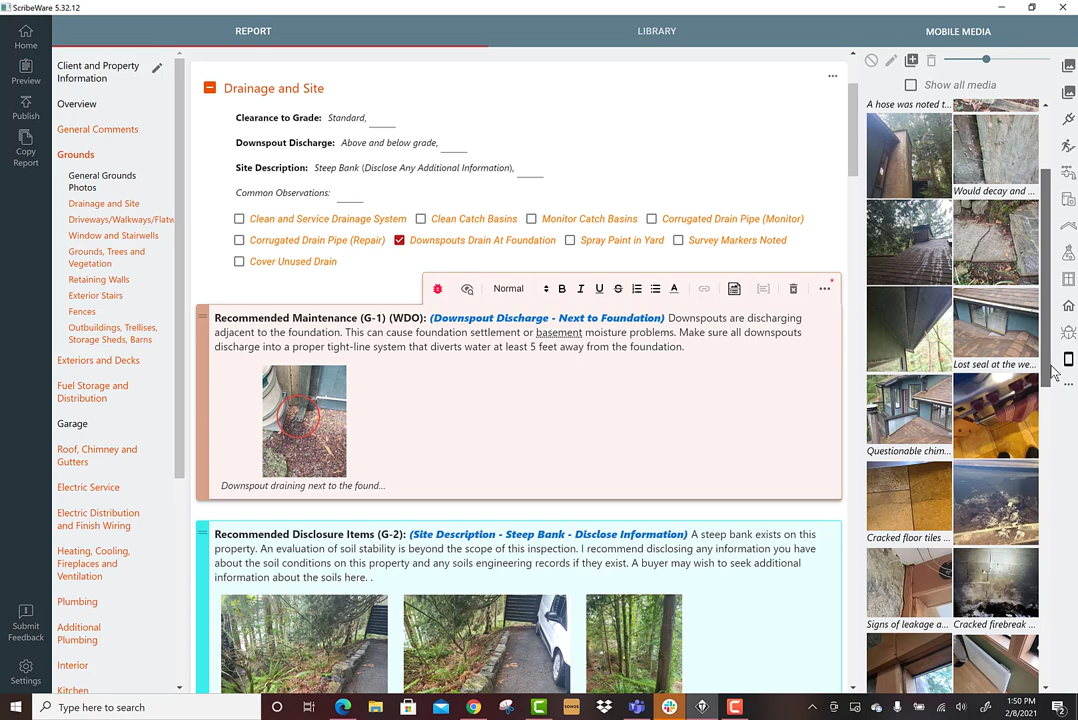 ScribeWare 5.32.12
REPORT
LIBRARY
MOBILE MEDIA
Home
Preview
Publish
Copy
Report
Submit
Feedback
Settings
Client and Property
Information
Overview
General Comments
Grounds
General Grounds
Photos
Drainage and Site
Driveways/Walkways/Flatw
Window and Stairwells
Grounds, Trees and
Vegetation
Retaining Walls
Exterior Stairs
Fences
Outbuildings, Trellises,
Storage Sheds, Barns
Exteriors and Decks
Fuel Storage and
Distribution
Garage
Roof, Chimney and
Gutters
Electric Service
Electric Distribution
and Finish Wiring
Heating, Cooling,
Fireplaces and
Ventilation
Plumbing
Additional
Plumbing
Interior
Kitchen
Drainage and Site
Clearance to Grade: Standard,
Downspout Discharge: Above and below grade,
Site Description: Steep Bank (Disclose Any Additional Information),
Common Observations:
Clean and Service Drainage System
Clean Catch Basins
Monitor Catch Basins
Corrugated Drain Pipe (Monitor)
Corrugated Drain Pipe (Repair)
Downspouts Drain At Foundation
Spray Paint in Yard
Survey Markers Noted
Cover Unused Drain
Normal
B I U S A
Recommended Maintenance (G-1) (WDO): (Downspout Discharge - Next to Foundation) Downspouts are discharging
adjacent to the foundation. This can cause foundation settlement or basement moisture problems. Make sure all downspouts
discharge into a proper tight-line system that diverts water at least 5 feet away from the foundation.
Downspout draining next to the found...
Recommended Disclosure Items (G-2): (Site Description - Steep Bank - Disclose Information) A steep bank exists on this
property. An evaluation of soil stability is beyond the scope of this inspection. I recommend disclosing any information you have
about the soil conditions on this property and any soils engineering records if they exist. A buyer may wish to seek additional
information about the soils here. .
Show all media
A hose was noted t...
Would decay and ...
Lost seal at the we...
Questionable chim...
Cracked floor tiles ...
Signs of leakage a...
Cracked firebreak ...
Type here to search
SONOS
1:50 PM
2/8/2021
2